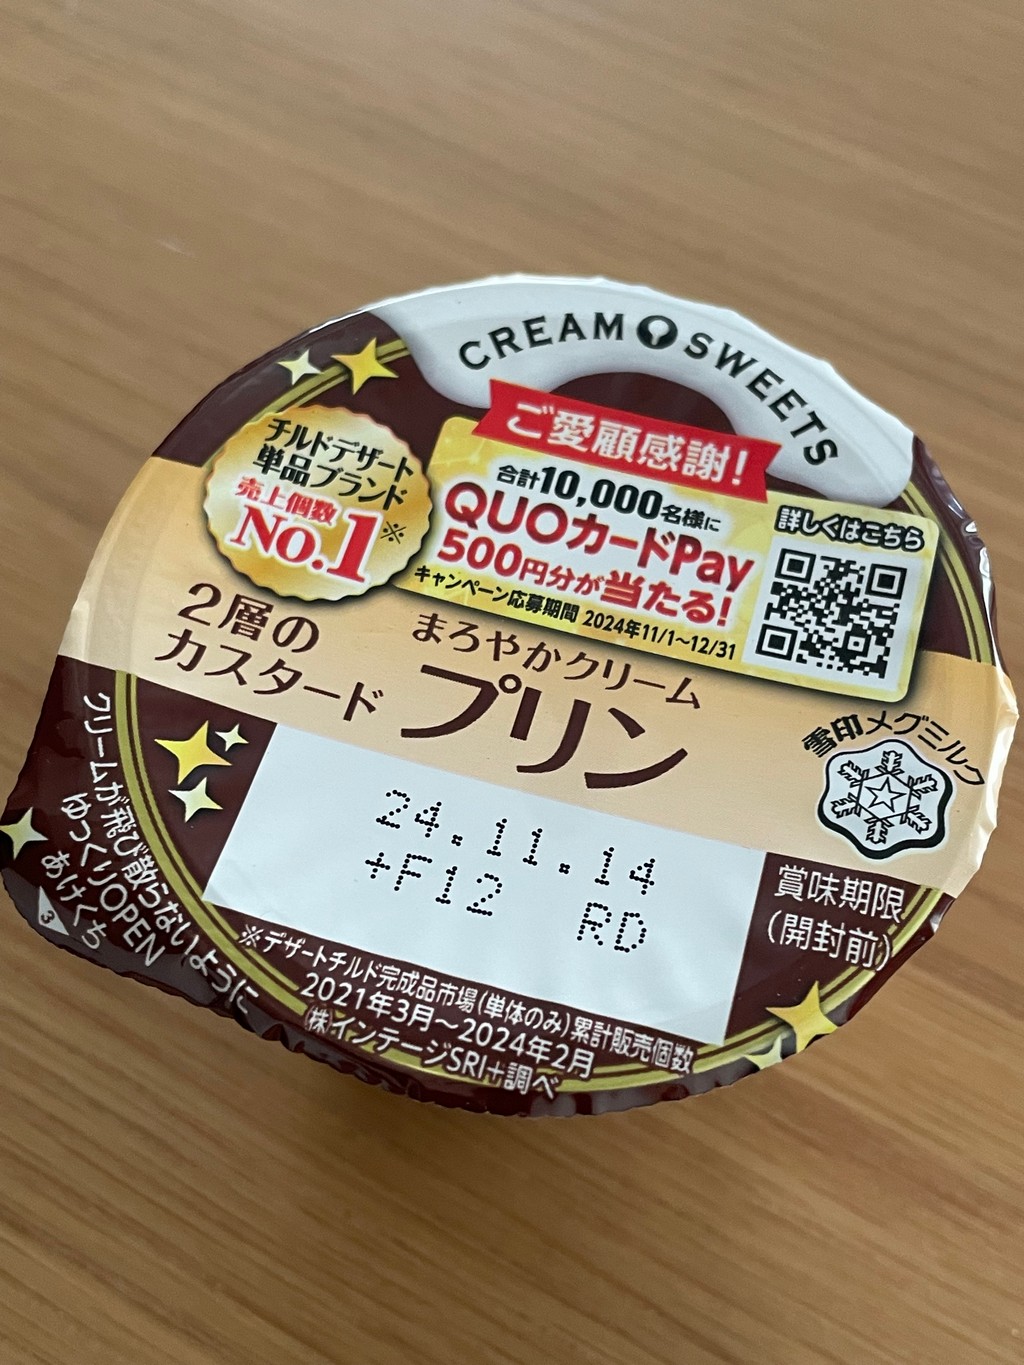 CREAM SWEETS
ご愛顧感謝!
合計10,000名様に
QUOカードPay
500円分が当たる!
キャンペーン応募期間 2024年11/1~12/31
詳しくはこちら
チルドデザート
単品ブランド
売上個数
No.1※
2層の
カスタード
まろやかクリーム
プリン
雪印メグミルク
24.11.14
+F12 RD
賞味期限
(開封前)
※デザートチルド完成品市場(単体のみ)累計販売個数
2021年3月~2024年2月
(株)インテージSRI+調べ
クリームが飛び散らないように
ゆっくりOPEN
あけくち
3